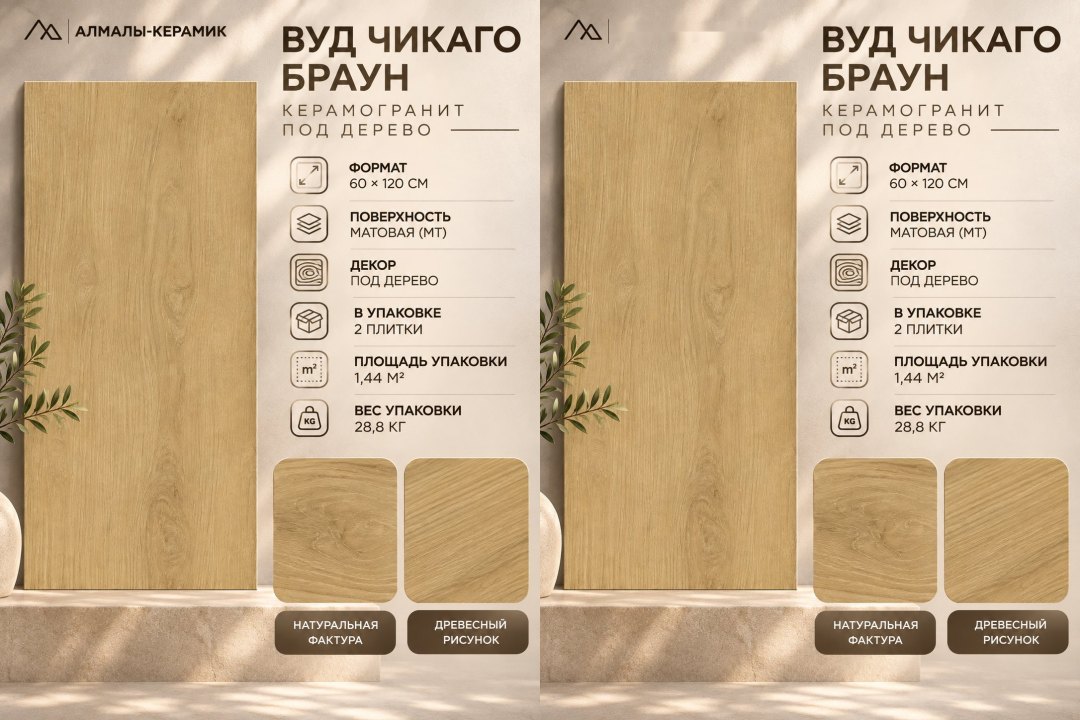 АЛМАЛЫ-КЕРАМИК
ВУД ЧИКАГО
БРАУН
КЕРАМОГРАНИТ
ПОД ДЕРЕВО
ФОРМАТ
60 × 120 СМ
ПОВЕРХНОСТЬ
МАТОВАЯ (МТ)
ДЕКОР
ПОД ДЕРЕВО
В УПАКОВКЕ
2 ПЛИТКИ
m²
ПЛОЩАДЬ УПАКОВКИ
1,44 М²
KG
ВЕС УПАКОВКИ
28,8 КГ
НАТУРАЛЬНАЯ
ФАКТУРА
ДРЕВЕСНЫЙ
РИСУНОК
ВУД ЧИКАГО
БРАУН
КЕРАМОГРАНИТ
ПОД ДЕРЕВО
ФОРМАТ
60 × 120 СМ
ПОВЕРХНОСТЬ
МАТОВАЯ (МТ)
ДЕКОР
ПОД ДЕРЕВО
В УПАКОВКЕ
2 ПЛИТКИ
m²
ПЛОЩАДЬ УПАКОВКИ
1,44 М²
KG
ВЕС УПАКОВКИ
28,8 КГ
НАТУРАЛЬНАЯ
ФАКТУРА
ДРЕВЕСНЫЙ
РИСУНОК